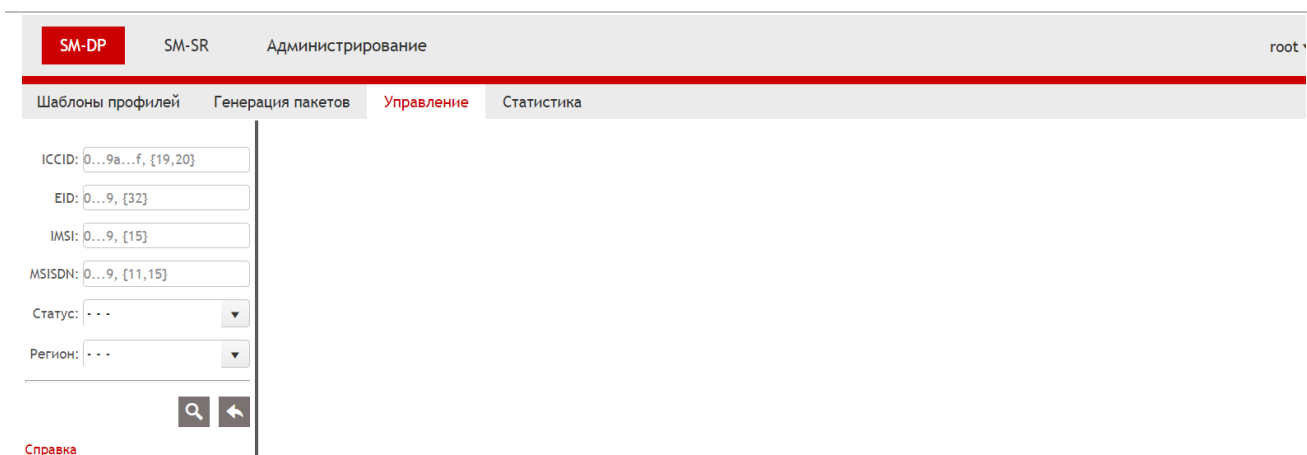 SM-DP SM-SR Администрирование root
Шаблоны профилей Генерация пакетов Управление Статистика
ICCID: 0...9a...f, {19,20}
EID: 0...9, {32}
IMSI: 0...9, {15}
MSISDN: 0...9, {11,15}
Статус: - - -
Регион: - - -
Справка